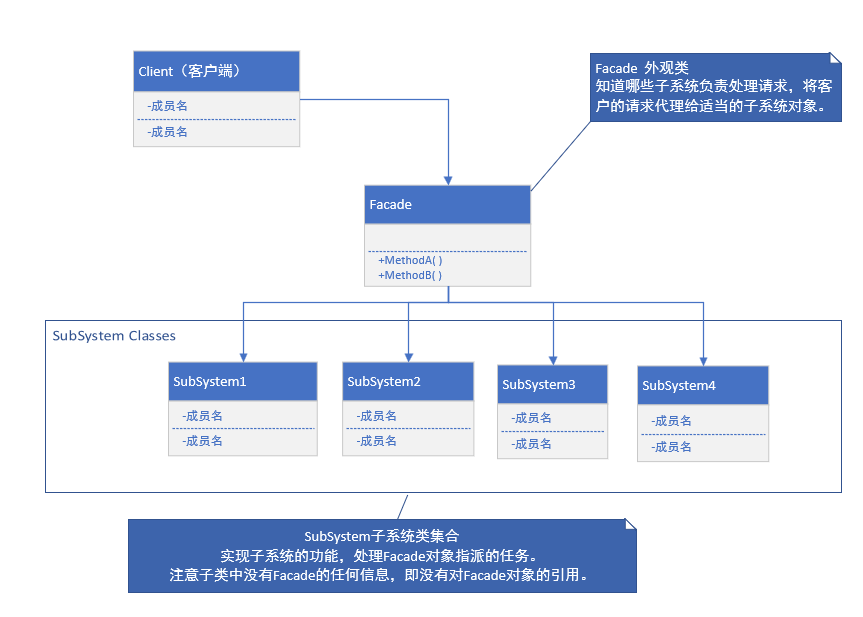 Client（客户端）
-成员名
-成员名
Facade 外观类
知道哪些子系统负责处理请求，将客
户的请求代理给适当的子系统对象。
Facade
+MethodA( )
+MethodB( )
SubSystem Classes
SubSystem1
-成员名
-成员名
SubSystem2
-成员名
-成员名
SubSystem3
-成员名
-成员名
SubSystem4
-成员名
-成员名
SubSystem子系统类集合
实现子系统的功能，处理Facade对象指派的任务。
注意子类中没有Facade的任何信息，即没有对Facade对象的引用。